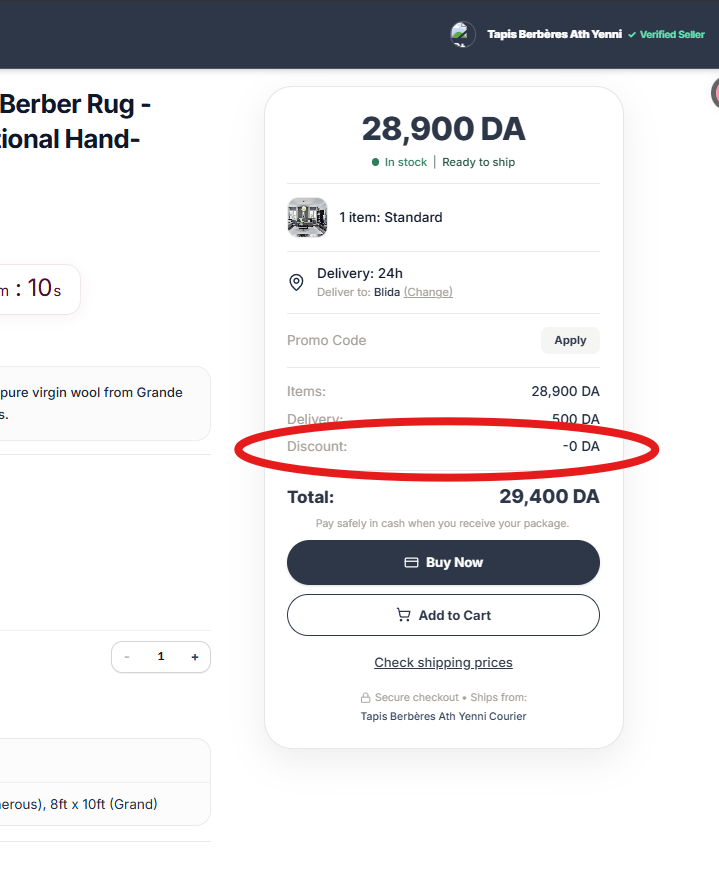 Tapis Berbères Ath Yenni ✓ Verified Seller
Berber Rug -
tional Hand-
28,900 DA
In stock | Ready to ship
1 item: Standard
Delivery: 24h
Deliver to: Blida (Change)
m : 10s
Promo Code Apply
pure virgin wool from Grande
s.
Items: 28,900 DA
Delivery: 500 DA
Discount: -0 DA
Total: 29,400 DA
Pay safely in cash when you receive your package.
Buy Now
Add to Cart
- 1 +
Check shipping prices
Secure checkout • Ships from:
Tapis Berbères Ath Yenni Courier
erous), 8ft x 10ft (Grand)